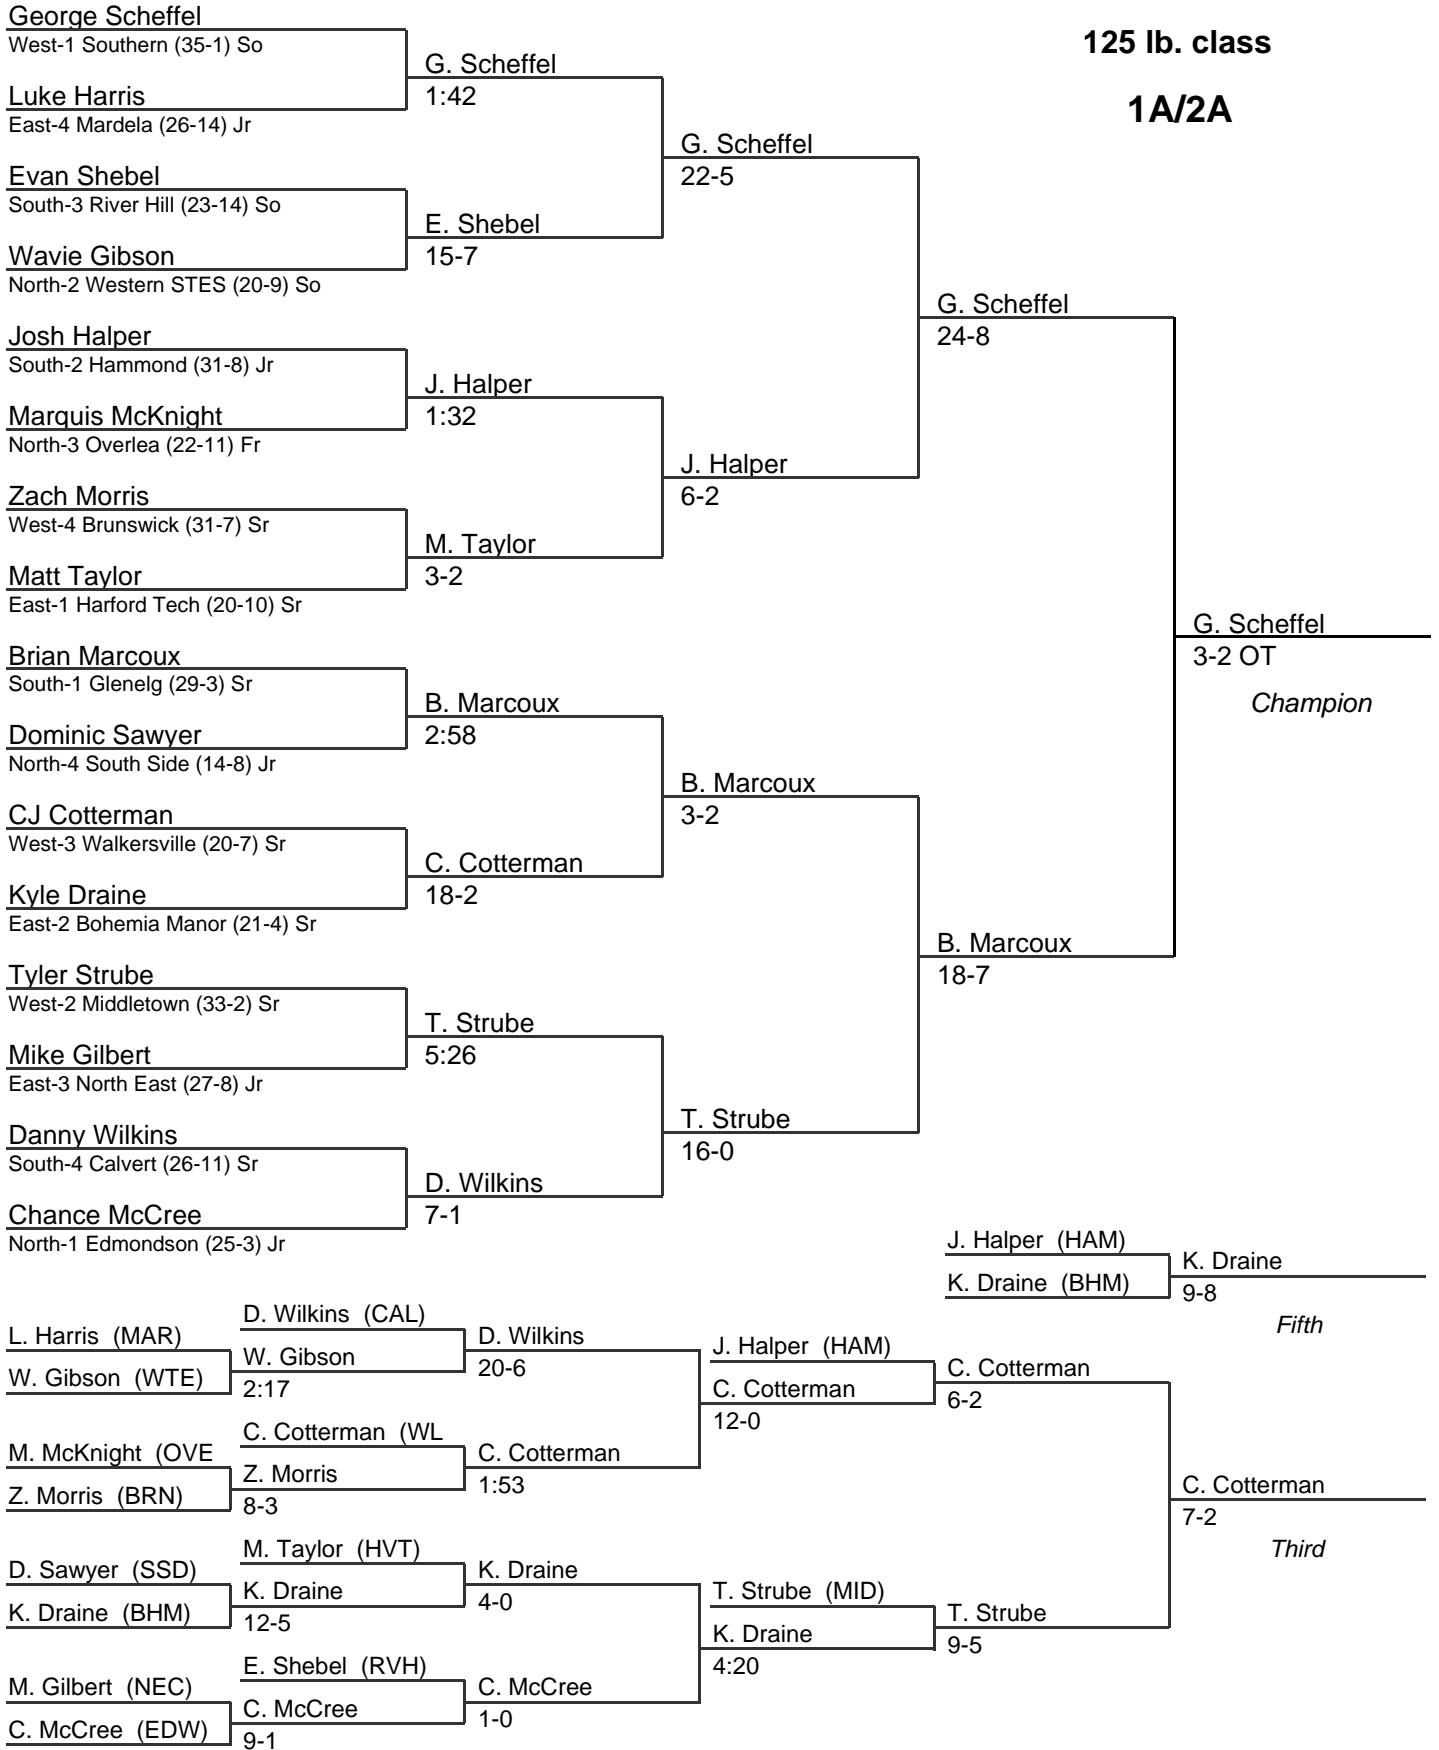 125 lb. class
1A/2A
George Scheffel
West-1 Southern (35-1) So
Luke Harris
East-4 Mardela (26-14) Jr
Evan Shebel
South-3 River Hill (23-14) So
Wavie Gibson
North-2 Western STES (20-9) So
Josh Halper
South-2 Hammond (31-8) Jr
Marquis McKnight
North-3 Overlea (22-11) Fr
Zach Morris
West-4 Brunswick (31-7) Sr
Matt Taylor
East-1 Harford Tech (20-10) Sr
Brian Marcoux
South-1 Glenelg (29-3) Sr
Dominic Sawyer
North-4 South Side (14-8) Jr
CJ Cotterman
West-3 Walkersville (20-7) Sr
Kyle Draine
East-2 Bohemia Manor (21-4) Sr
Tyler Strube
West-2 Middletown (33-2) Sr
Mike Gilbert
East-3 North East (27-8) Jr
Danny Wilkins
South-4 Calvert (26-11) Sr
Chance McCree
North-1 Edmondson (25-3) Jr
G. Scheffel
1:42
E. Shebel
15-7
J. Halper
1:32
M. Taylor
3-2
B. Marcoux
2:58
C. Cotterman
18-2
T. Strube
5:26
D. Wilkins
7-1
G. Scheffel
22-5
J. Halper
6-2
B. Marcoux
3-2
T. Strube
16-0
G. Scheffel
24-8
B. Marcoux
18-7
G. Scheffel
3-2 OT
Champion
J. Halper (HAM)
K. Draine (BHM)
K. Draine
9-8
Fifth
L. Harris (MAR)
W. Gibson (WTE)
M. McKnight (OVE
Z. Morris (BRN)
D. Sawyer (SSD)
K. Draine (BHM)
M. Gilbert (NEC)
C. McCree (EDW)
D. Wilkins (CAL)
W. Gibson
2:17
C. Cotterman (WL
Z. Morris
8-3
M. Taylor (HVT)
K. Draine
12-5
E. Shebel (RVH)
C. McCree
9-1
D. Wilkins
20-6
C. Cotterman
1:53
K. Draine
4-0
C. McCree
1-0
J. Halper (HAM)
C. Cotterman
12-0
T. Strube (MID)
K. Draine
4:20
C. Cotterman
6-2
T. Strube
9-5
C. Cotterman
7-2
Third